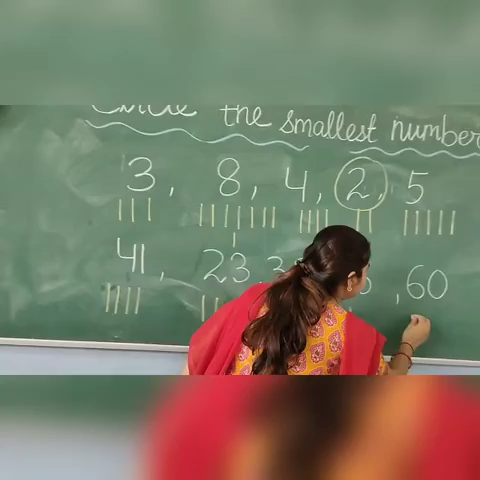 Circle the smallest number
3, 8, 4, 2, 5
41, 23 3 , 60